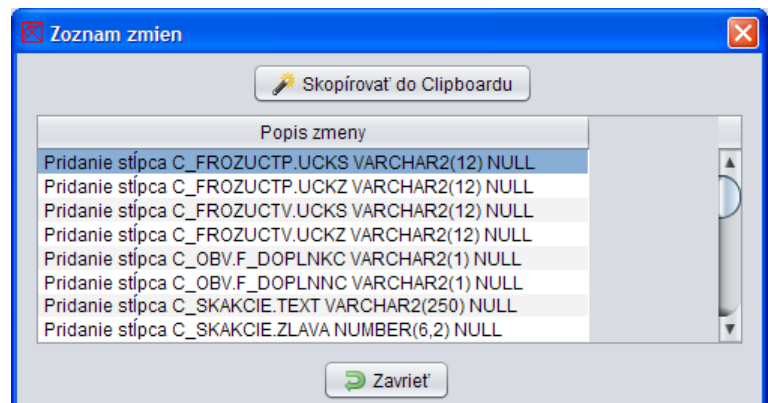 Zoznam zmien
Skopírovať do Clipboardu
Popis zmeny
Pridanie stĺpca C_FROZUCTP.UCKS VARCHAR2(12) NULL
Pridanie stĺpca C_FROZUCTP.UCKZ VARCHAR2(12) NULL
Pridanie stĺpca C_FROZUCTV.UCKS VARCHAR2(12) NULL
Pridanie stĺpca C_FROZUCTV.UCKZ VARCHAR2(12) NULL
Pridanie stĺpca C_OBV.F_DOPLNKC VARCHAR2(1) NULL
Pridanie stĺpca C_OBV.F_DOPLNNC VARCHAR2(1) NULL
Pridanie stĺpca C_SKAKCIE.TEXT VARCHAR2(250) NULL
Pridanie stĺpca C_SKAKCIE.ZLAVA NUMBER(6,2) NULL
Zavrieť